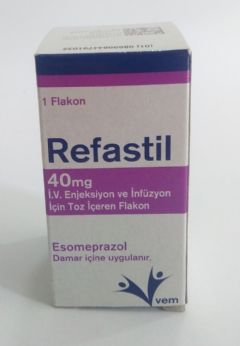 1 Flakon
Refastil
40mg
İ.V. Enjeksiyon ve İnfüzyon
İçin Toz İçeren Flakon
Esomeprazol
Damar içine uygulanır.
vem